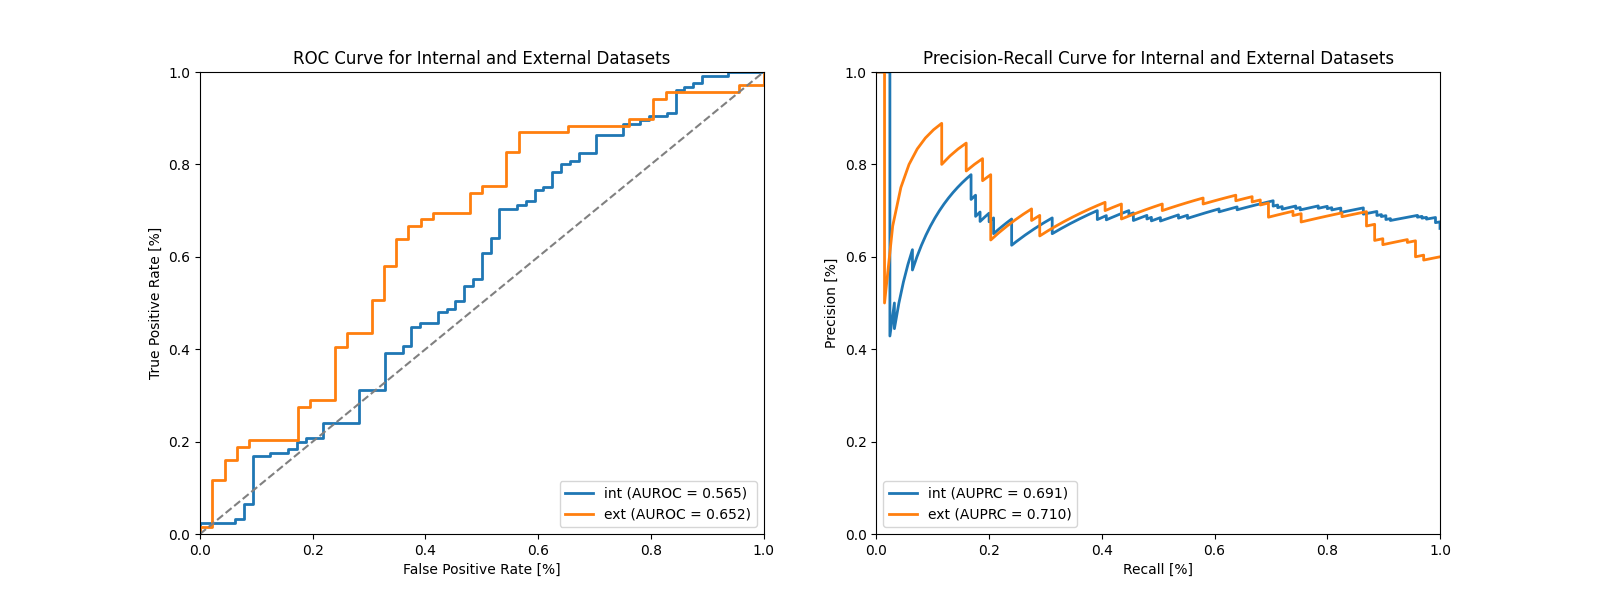 ROC Curve for Internal and External Datasets
1.0
0.8
0.6
0.4
0.2
0.0
True Positive Rate [%]
0.0 0.2 0.4 0.6 0.8 1.0
False Positive Rate [%]
int (AUROC = 0.565)
ext (AUROC = 0.652)
Precision-Recall Curve for Internal and External Datasets
1.0
0.8
0.6
0.4
0.2
0.0
Precision [%]
0.0 0.2 0.4 0.6 0.8 1.0
Recall [%]
int (AUPRC = 0.691)
ext (AUPRC = 0.710)